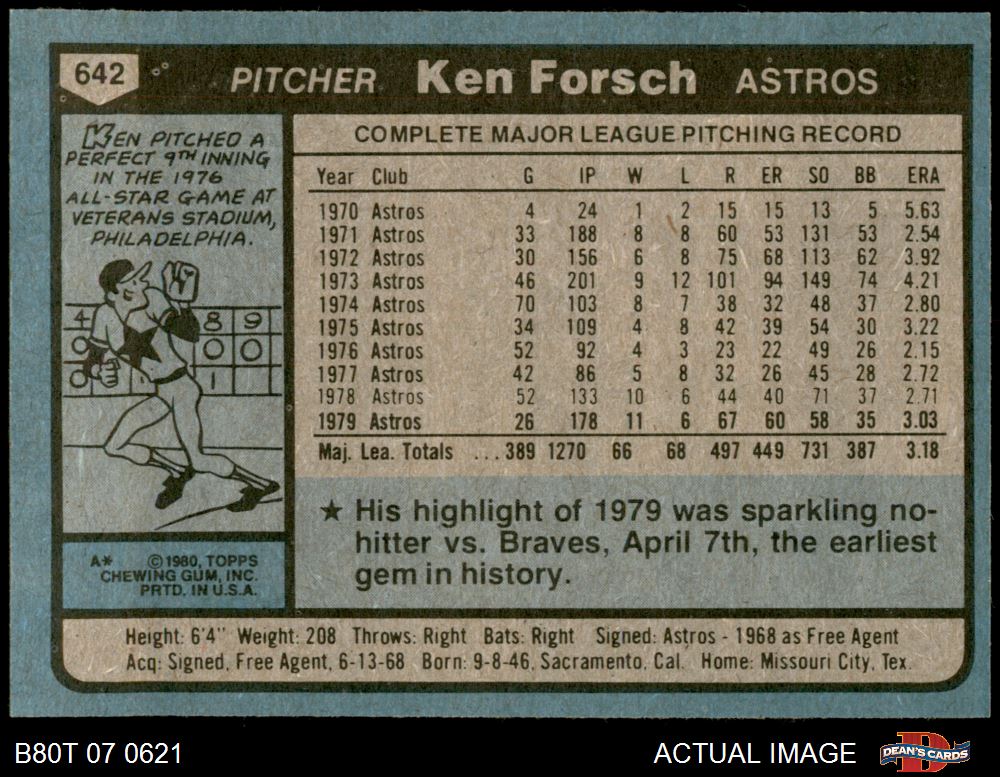 642 PITCHER Ken Forsch ASTROS
KEN PITCHED A
PERFECT 9TH INNING
IN THE 1976
ALL-STAR GAME AT
VETERANS STADIUM,
PHILADELPHIA.
4 8 9
0 0 0
0 1
A* ©1980, TOPPS
CHEWING GUM, INC.
PRTD. IN U.S.A.
COMPLETE MAJOR LEAGUE PITCHING RECORD
Year Club G IP W L R ER SO BB ERA
1970 Astros 4 24 1 2 15 15 13 5 5.63
1971 Astros 33 188 8 8 60 53 131 53 2.54
1972 Astros 30 156 6 8 75 68 113 62 3.92
1973 Astros 46 201 9 12 101 94 149 74 4.21
1974 Astros 70 103 8 7 38 32 48 37 2.80
1975 Astros 34 109 4 8 42 39 54 30 3.22
1976 Astros 52 92 4 3 23 22 49 26 2.15
1977 Astros 42 86 5 8 32 26 45 28 2.72
1978 Astros 52 133 10 6 44 40 71 37 2.71
1979 Astros 26 178 11 6 67 60 58 35 3.03
Maj. Lea. Totals ...389 1270 66 68 497 449 731 387 3.18
★ His highlight of 1979 was sparkling no-
hitter vs. Braves, April 7th, the earliest
gem in history.
Height: 6'4" Weight: 208 Throws: Right Bats: Right Signed: Astros - 1968 as Free Agent
Acq: Signed, Free Agent, 6-13-68 Born: 9-8-46, Sacramento, Cal. Home: Missouri City, Tex.
B80T 07 0621 ACTUAL IMAGE DEAN'S CARDS